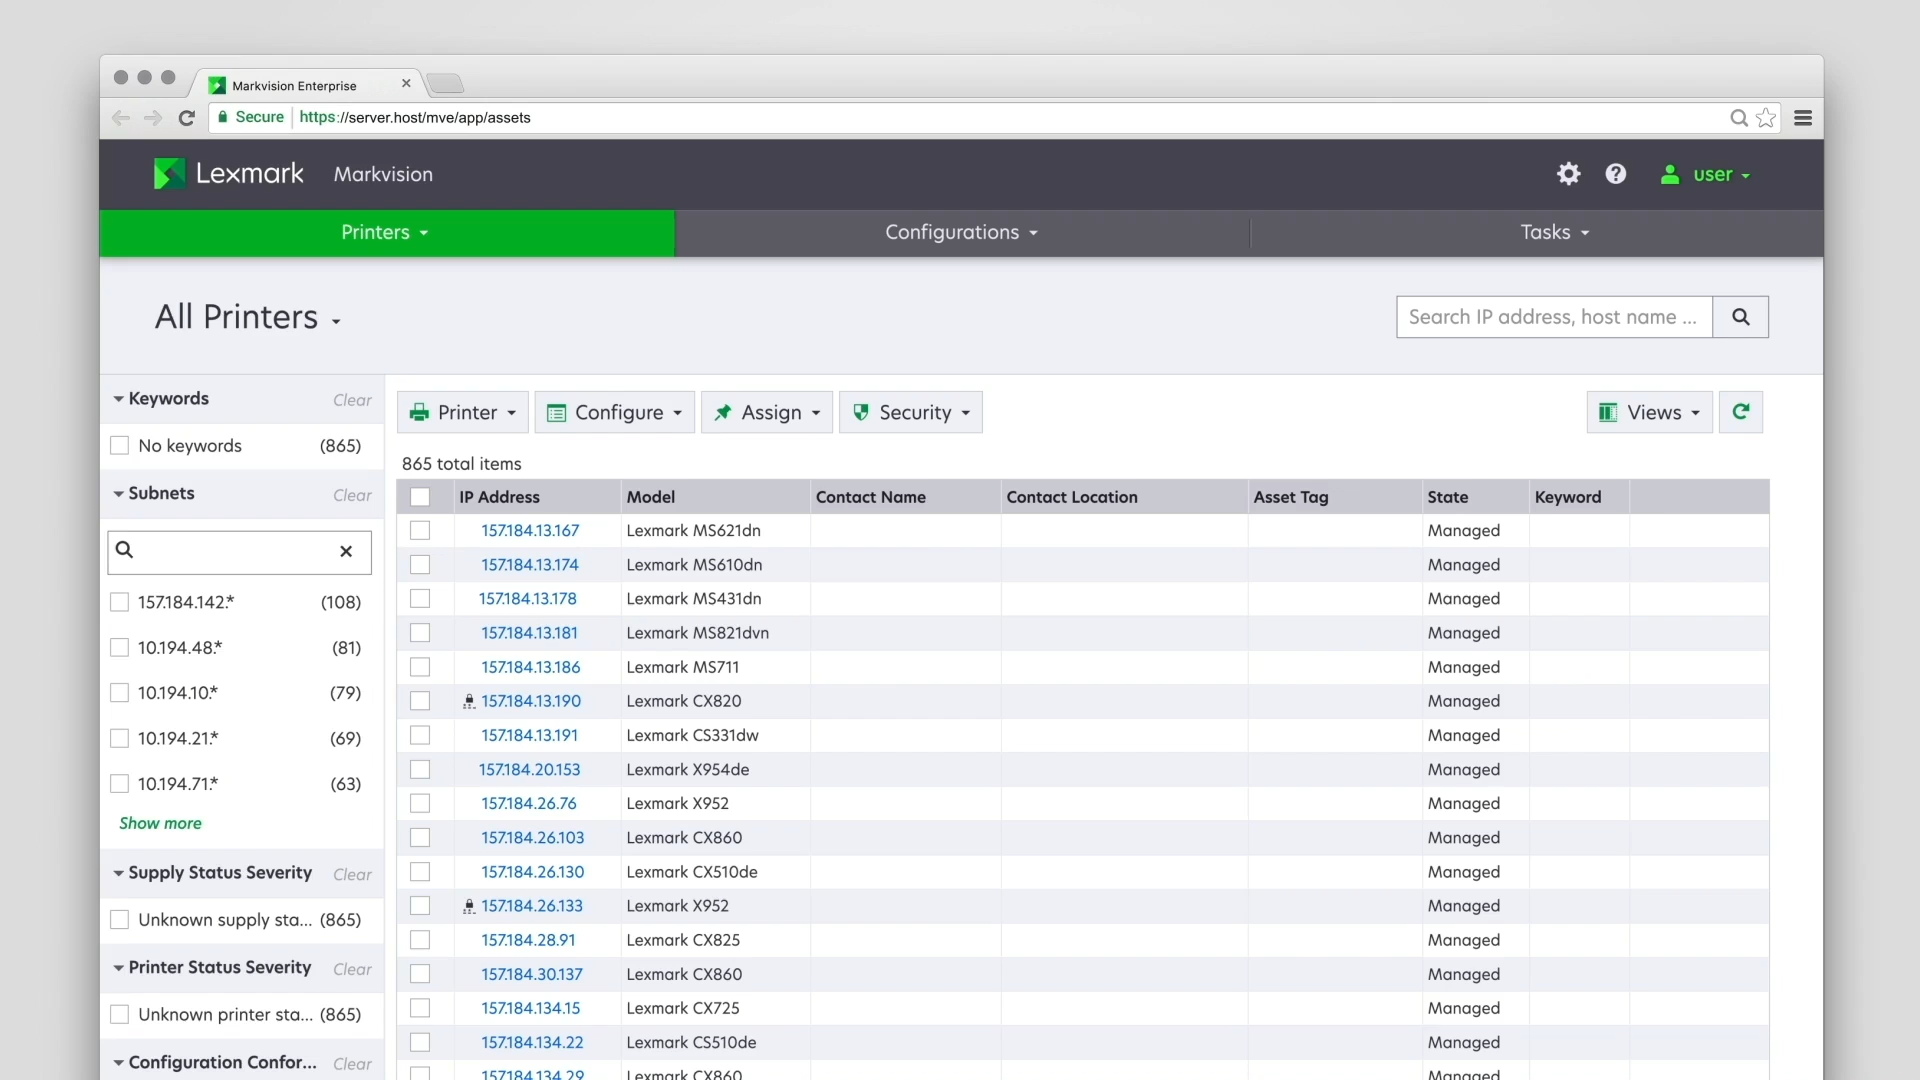 Markvision Enterprise
Secure https://server.host/mve/app/assets
Lexmark Markvision user
Printers Configurations Tasks
All Printers
Search IP address, host name ...
Keywords Clear
No keywords (865)
Subnets Clear
157.184.142.* (108)
10.194.48.* (81)
10.194.10.* (79)
10.194.21.* (69)
10.194.71.* (63)
Show more
Supply Status Severity Clear
Unknown supply sta... (865)
Printer Status Severity Clear
Unknown printer sta... (865)
Configuration Confor... Clear
Printer Configure Assign Security Views
865 total items
IP Address Model Contact Name Contact Location Asset Tag State Keyword
157.184.13.167 Lexmark MS621dn Managed
157.184.13.174 Lexmark MS610dn Managed
157.184.13.178 Lexmark MS431dn Managed
157.184.13.181 Lexmark MS821dvn Managed
157.184.13.186 Lexmark MS711 Managed
157.184.13.190 Lexmark CX820 Managed
157.184.13.191 Lexmark CS331dw Managed
157.184.20.153 Lexmark X954de Managed
157.184.26.76 Lexmark X952 Managed
157.184.26.103 Lexmark CX860 Managed
157.184.26.130 Lexmark CX510de Managed
157.184.26.133 Lexmark X952 Managed
157.184.28.91 Lexmark CX825 Managed
157.184.30.137 Lexmark CX860 Managed
157.184.134.15 Lexmark CX725 Managed
157.184.134.22 Lexmark CS510de Managed
157.184.134.29 Lexmark CX860 Managed